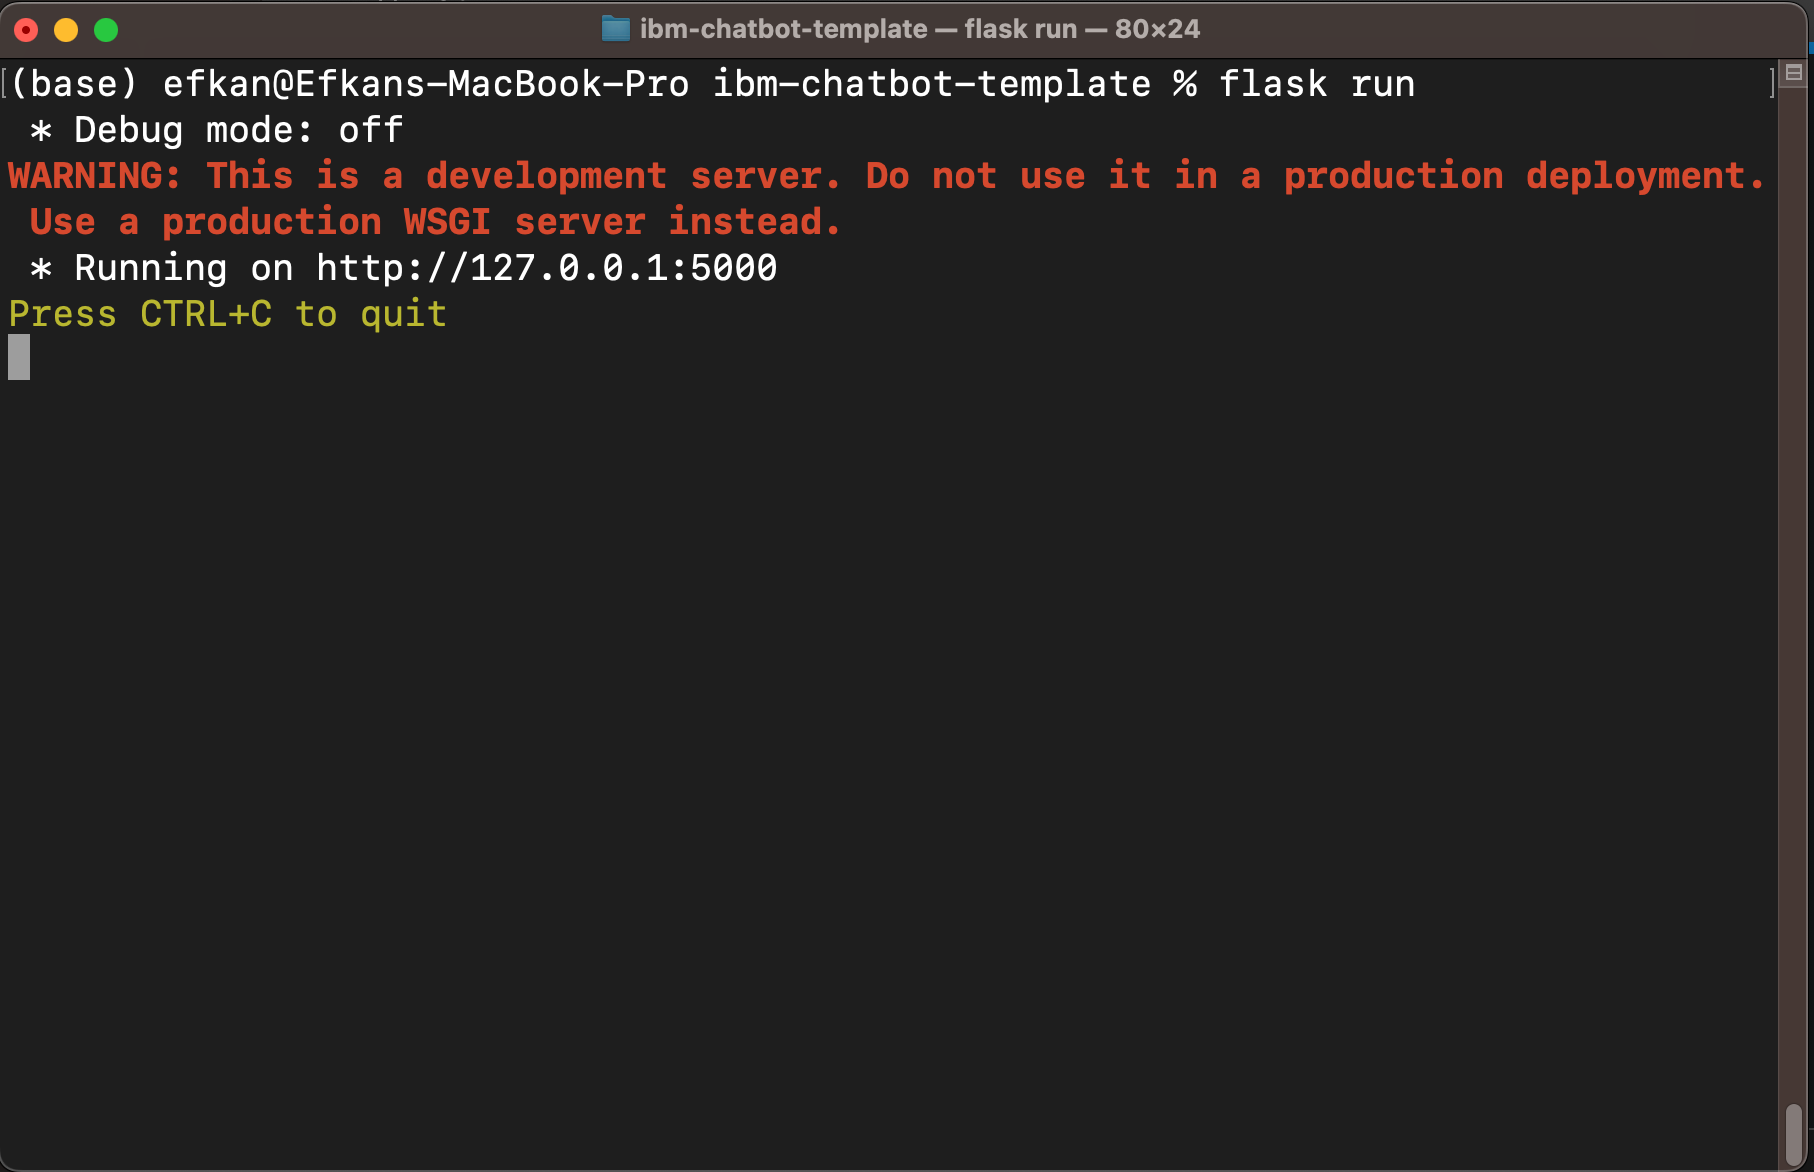 ibm-chatbot-template — flask run — 80×24
(base) efkan@Efkans-MacBook-Pro ibm-chatbot-template % flask run
 * Debug mode: off
WARNING: This is a development server. Do not use it in a production deployment.
 Use a production WSGI server instead.
 * Running on http://127.0.0.1:5000
Press CTRL+C to quit